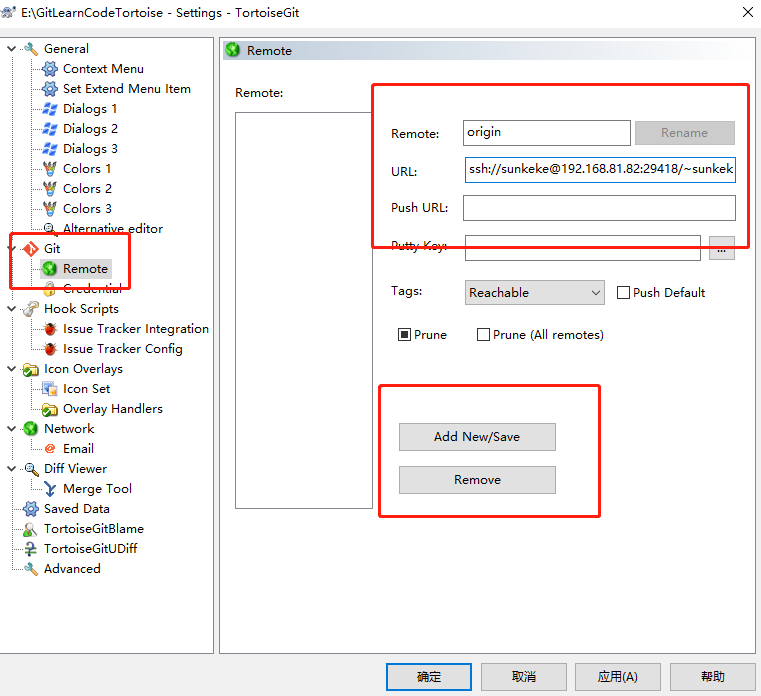 E:\GitLearnCodeTortoise - Settings - TortoiseGit
General
Context Menu
Set Extend Menu Item
Dialogs 1
Dialogs 2
Dialogs 3
Colors 1
Colors 2
Colors 3
Alternative editor
Git
Remote
Credential
Hook Scripts
Issue Tracker Integration
Issue Tracker Config
Icon Overlays
Icon Set
Overlay Handlers
Network
Email
Diff Viewer
Merge Tool
Saved Data
TortoiseGitBlame
TortoiseGitUDiff
Advanced
Remote
Remote:
Remote: origin Rename
URL: ssh://sunkeke@192.168.81.82:29418/~sunkek
Push URL:
Putty Key: ...
Tags: Reachable Push Default
Prune Prune (All remotes)
Add New/Save
Remove
确定 取消 应用(A) 帮助